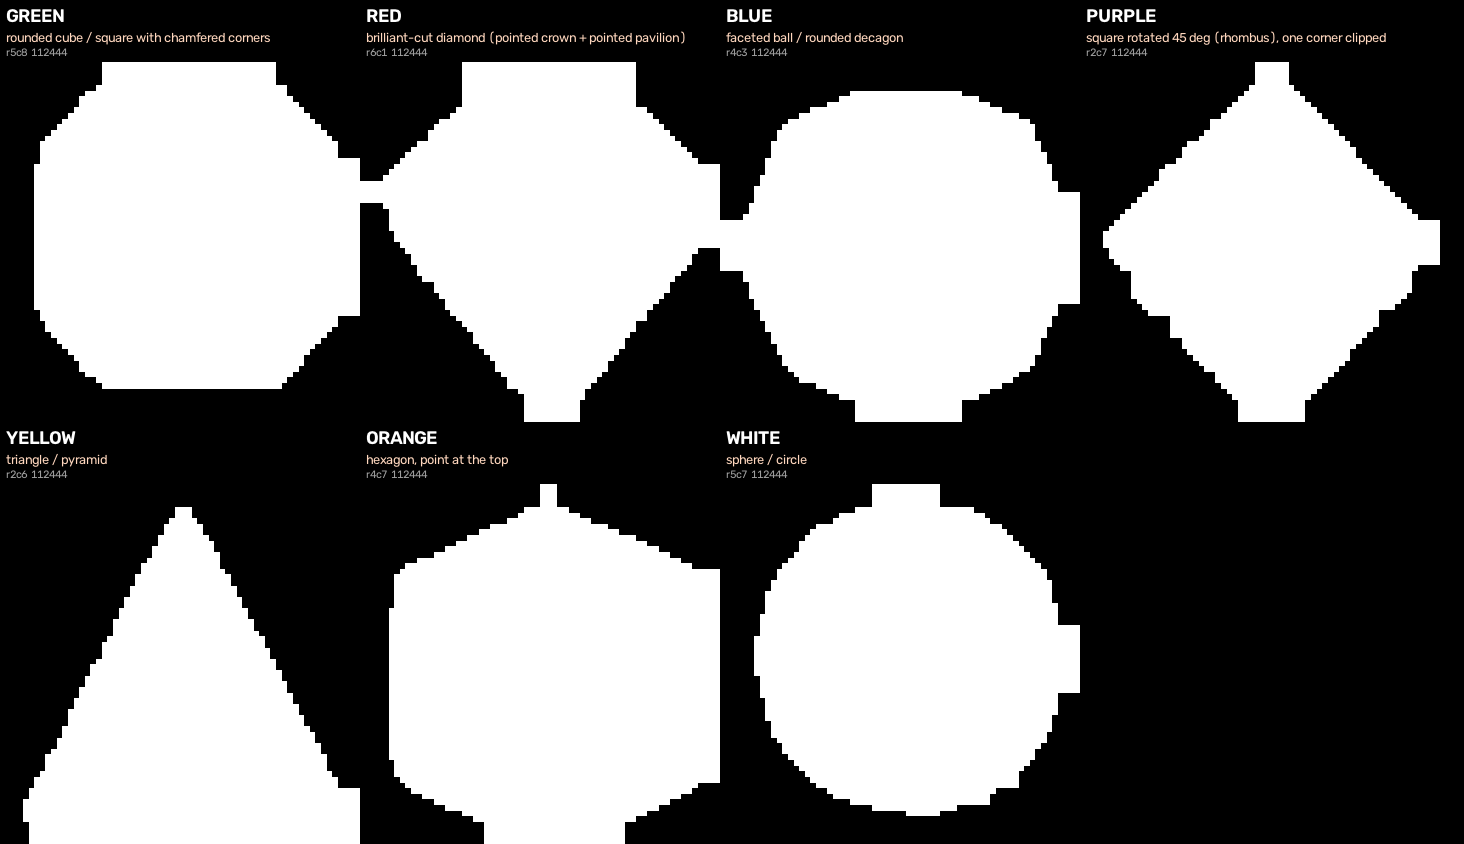 GREEN
rounded cube / square with chamfered corners
r5c8 112444
RED
brilliant-cut diamond (pointed crown + pointed pavilion)
r6c1 112444
BLUE
faceted ball / rounded decagon
r4c3 112444
PURPLE
square rotated 45 deg (rhombus), one corner clipped
r2c7 112444
YELLOW
triangle / pyramid
r2c6 112444
ORANGE
hexagon, point at the top
r4c7 112444
WHITE
sphere / circle
r5c7 112444